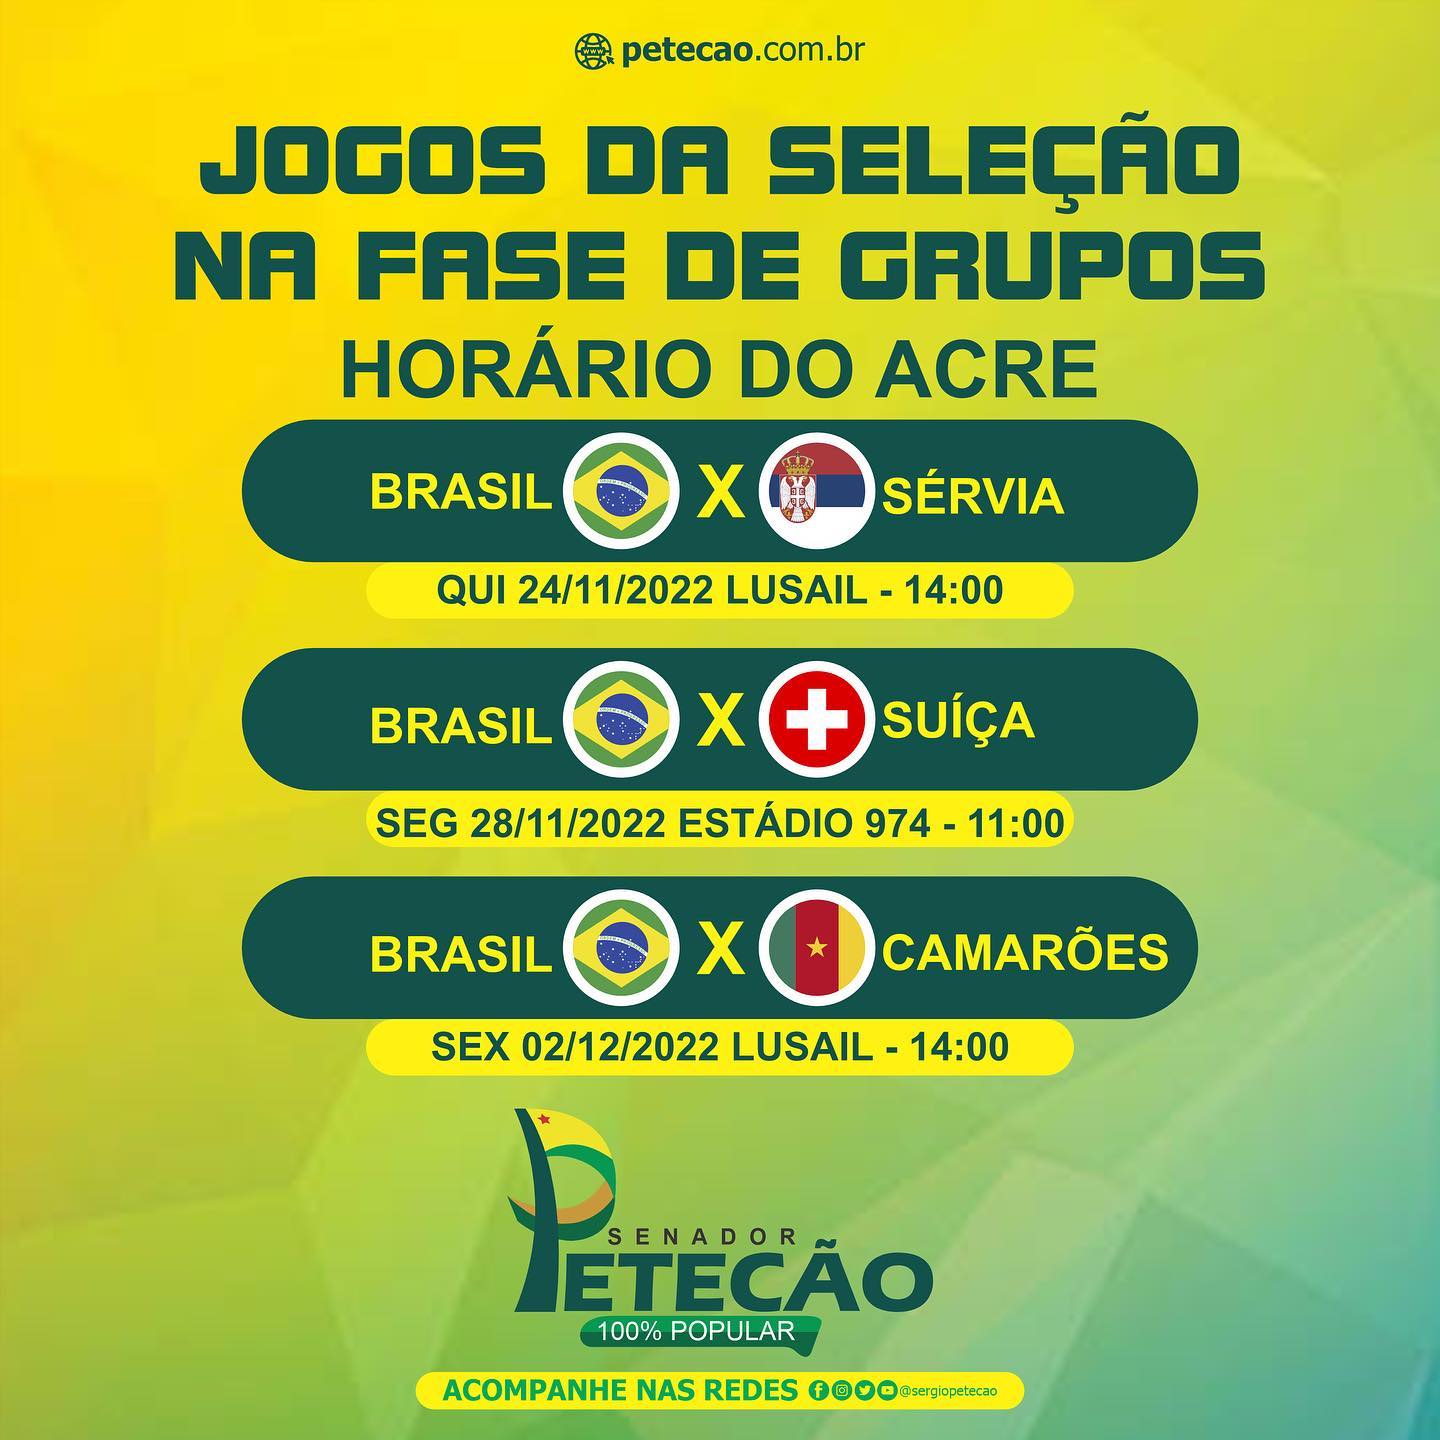 petecao.com.br
JOGOS DA SELEÇÃO
NA FASE DE GRUPOS
HORÁRIO DO ACRE
BRASIL X SÉRVIA
QUI 24/11/2022 LUSAIL - 14:00
BRASIL X SUÍÇA
SEG 28/11/2022 ESTÁDIO 974 - 11:00
BRASIL X CAMARÕES
SEX 02/12/2022 LUSAIL - 14:00
SENADOR
PETECÃO
100% POPULAR
ACOMPANHE NAS REDES @sergiopetecao